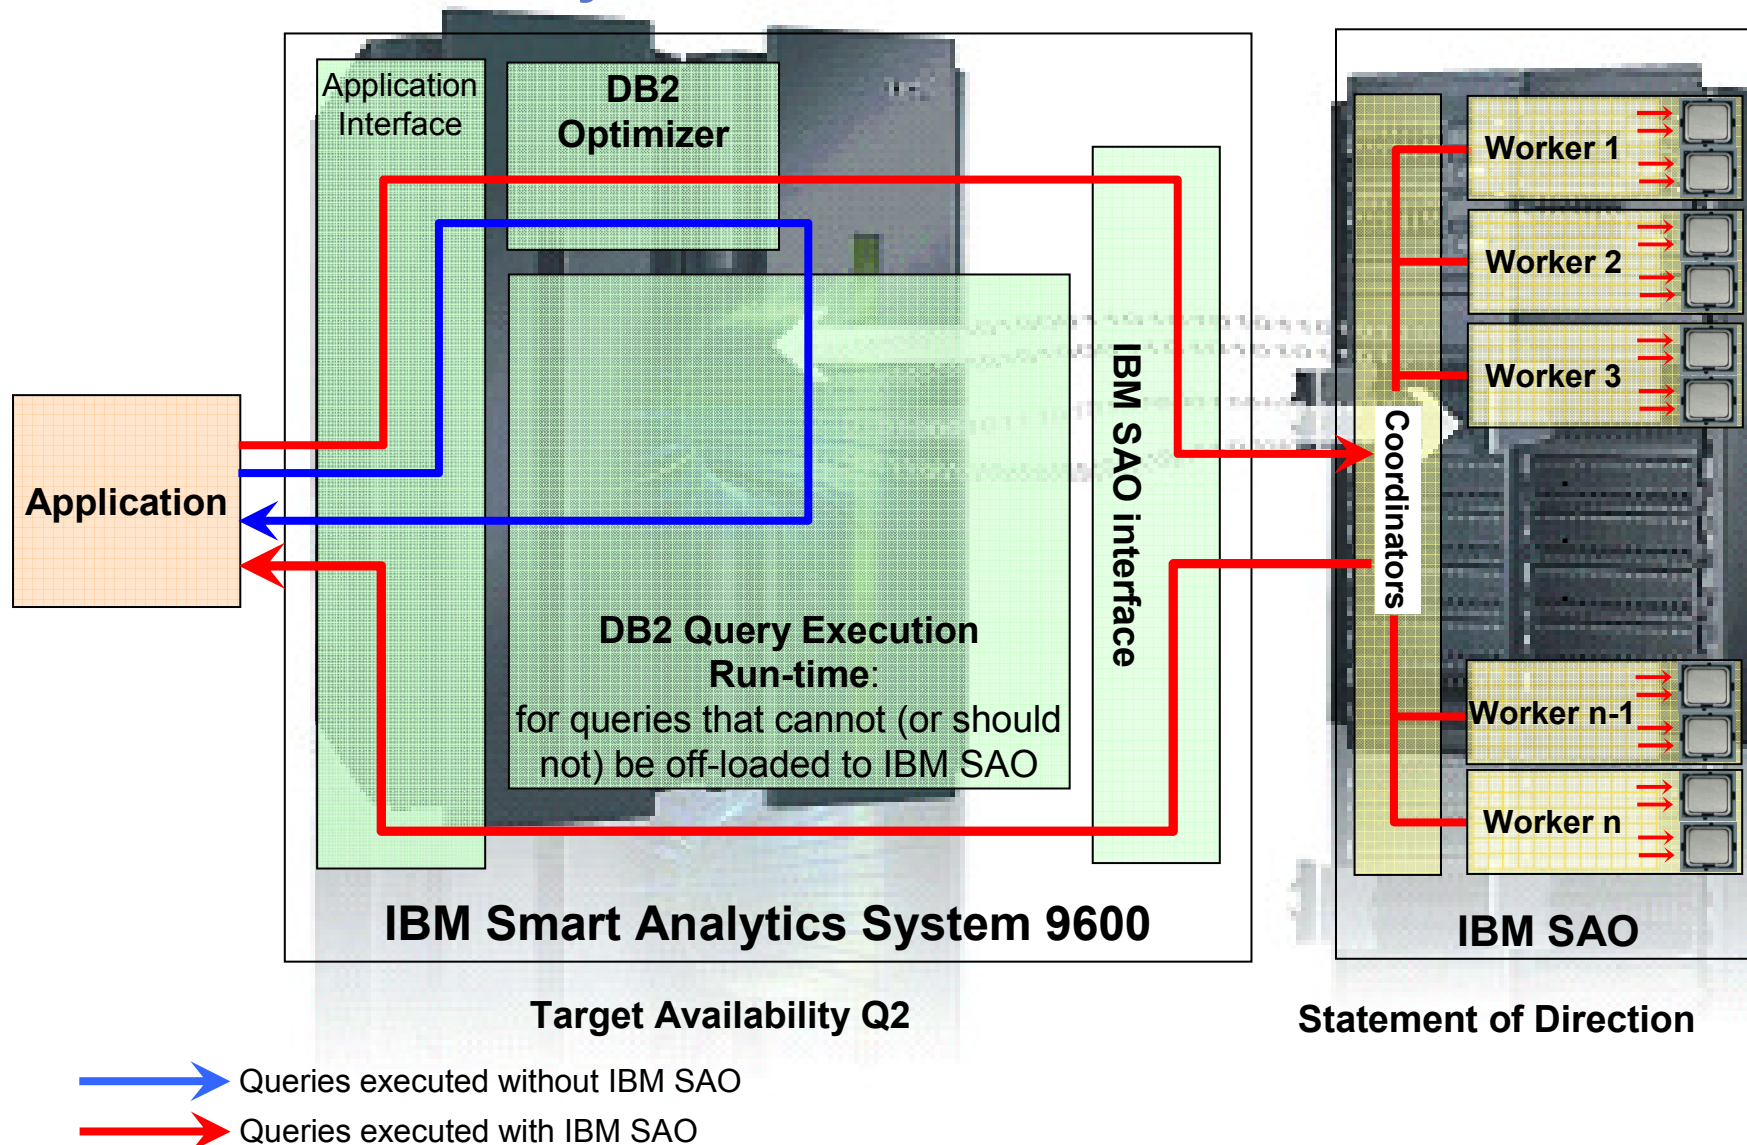 Application
Interface
DB2
Optimizer
IBM SAO interface
DB2 Query Execution
Run-time:
for queries that cannot (or should
not) be off-loaded to IBM SAO
Application
IBM Smart Analytics System 9600
Target Availability Q2
Coordinators
Worker 1
Worker 2
Worker 3
Worker n-1
Worker n
IBM SAO
Statement of Direction
Queries executed without IBM SAO
Queries executed with IBM SAO